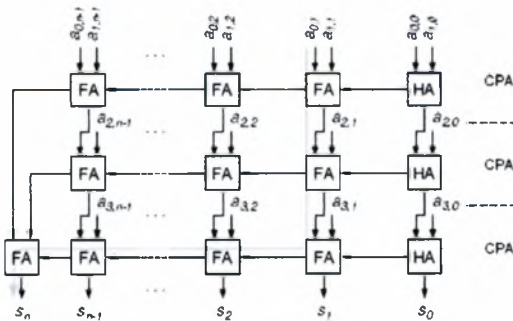 a0,n-1 a1,n-1 ... a0,2 a1,2 a0,1 a1,1 a0,0 a1,0
FA FA FA HA CPA
a2,n-1 ... a2,2 a2,1 a2,0
FA FA FA HA CPA
a3,n-1 ... a3,2 a3,1 a3,0
FA FA FA FA HA CPA
sn sn-1 ... s2 s1 s0